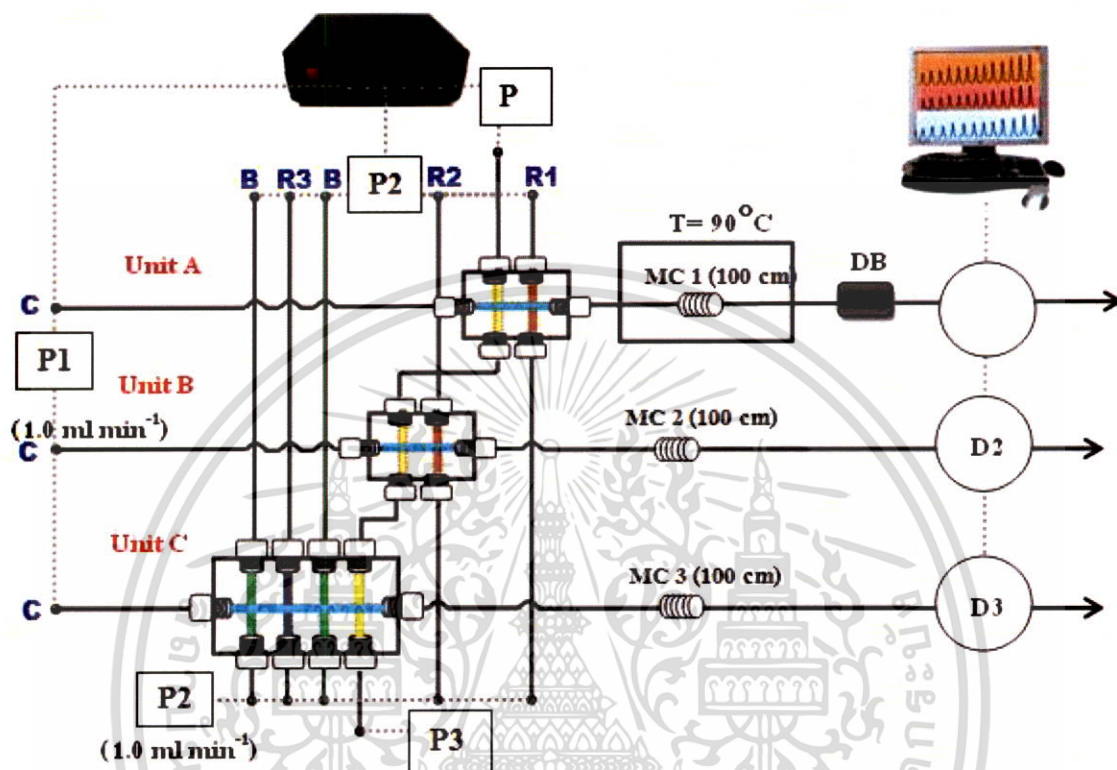 P
B R3 B P2 R2 R1
T= 90°C
Unit A
MC 1 (100 cm)
DB
C
P1
Unit B
(1.0 ml min⁻¹)
MC 2 (100 cm)
D2
C
Unit C
MC 3 (100 cm)
D3
C
P2
(1.0 ml min⁻¹)
P3